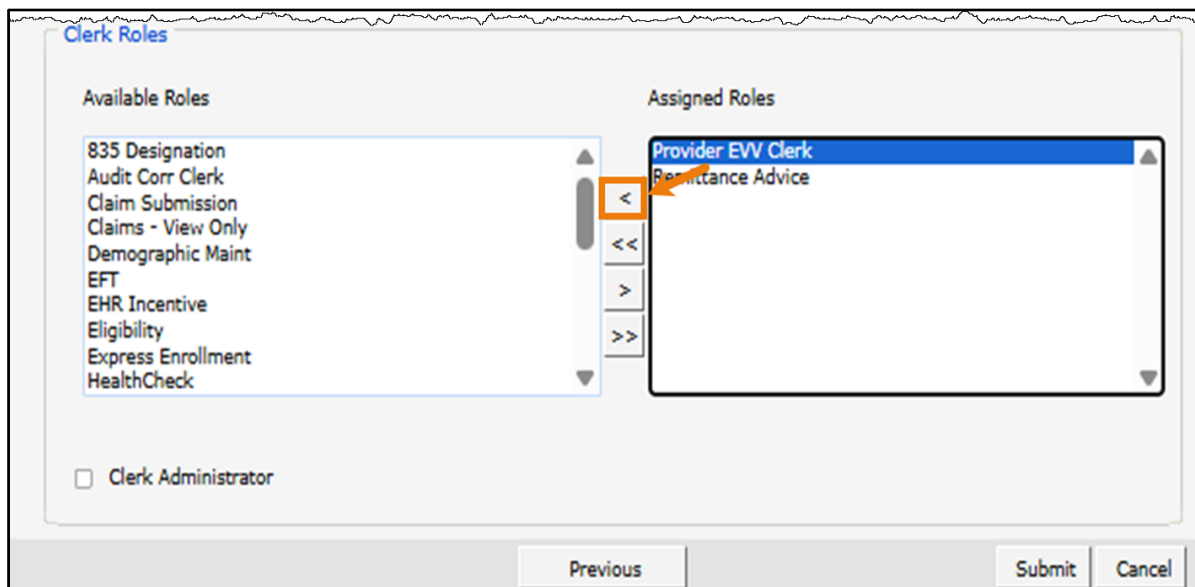 Clerk Roles
Available Roles
Assigned Roles
835 Designation
Audit Corr Clerk
Claim Submission
Claims - View Only
Demographic Maint
EFT
EHR Incentive
Eligibility
Express Enrollment
HealthCheck
<
<<
>
>>
Provider EVV Clerk
Remittance Advice
Clerk Administrator
Previous
Submit
Cancel